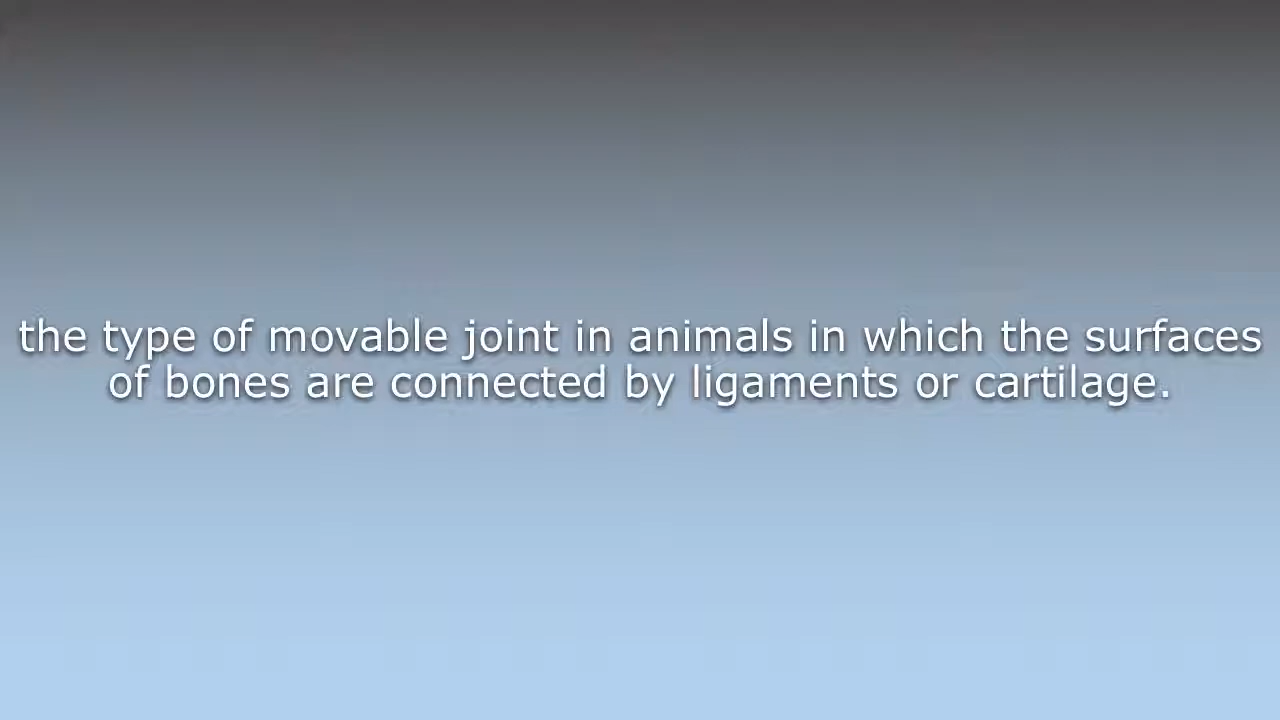 the type of movable joint in animals in which the surfaces
of bones are connected by ligaments or cartilage.